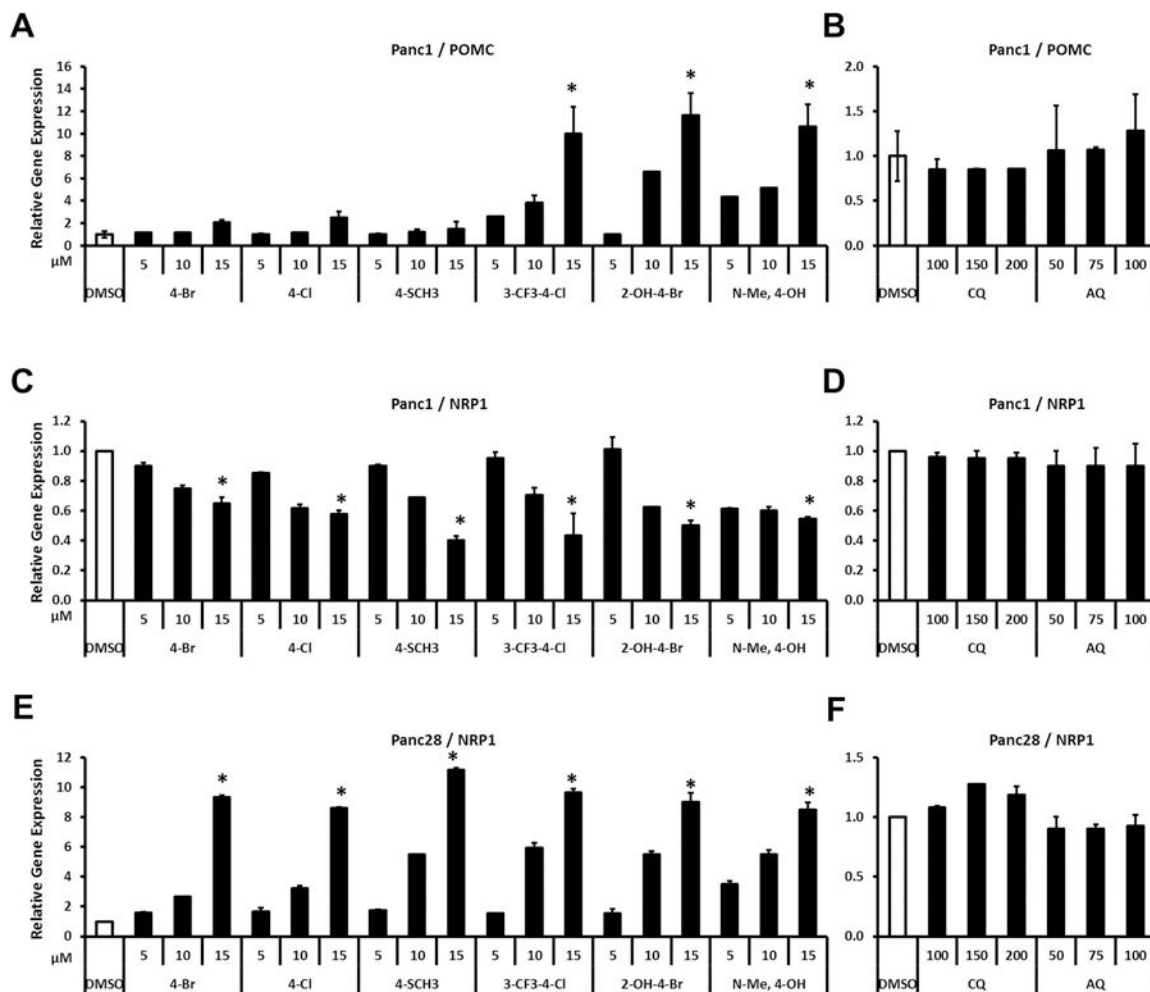 A
Panc1 / POMC
Relative Gene Expression
16
14
12
10
8
6
4
2
0
* * *
µM 5 10 15 5 10 15 5 10 15 5 10 15 5 10 15 5 10 15
DMSO 4-Br 4-Cl 4-SCH3 3-CF3-4-Cl 2-OH-4-Br N-Me, 4-OH
B
Panc1 / POMC
2.0
1.5
1.0
0.5
0.0
100 150 200 50 75 100
DMSO CQ AQ
C
Panc1 / NRP1
Relative Gene Expression
1.2
1.0
0.8
0.6
0.4
0.2
0.0
* * * * * *
µM 5 10 15 5 10 15 5 10 15 5 10 15 5 10 15 5 10 15
DMSO 4-Br 4-Cl 4-SCH3 3-CF3-4-Cl 2-OH-4-Br N-Me, 4-OH
D
Panc1 / NRP1
1.2
1.0
0.8
0.6
0.4
0.2
0.0
100 150 200 50 75 100
DMSO CQ AQ
E
Panc28 / NRP1
Relative Gene Expression
12
10
8
6
4
2
0
* * * * * *
µM 5 10 15 5 10 15 5 10 15 5 10 15 5 10 15 5 10 15
DMSO 4-Br 4-Cl 4-SCH3 3-CF3-4-Cl 2-OH-4-Br N-Me, 4-OH
F
Panc28 / NRP1
1.5
1.0
0.5
0.0
100 150 200 50 75 100
DMSO CQ AQ